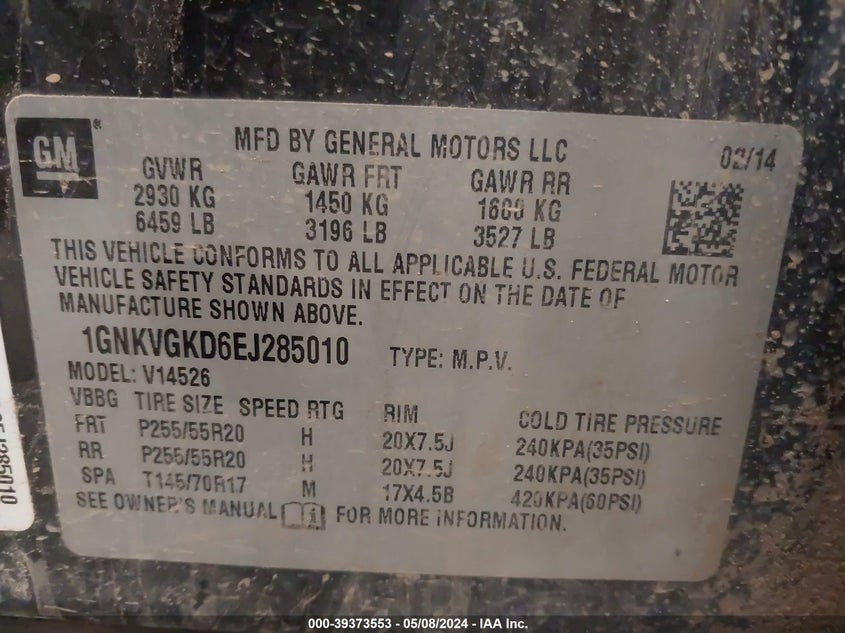 GM
MFD BY GENERAL MOTORS LLC
02/14
GVWR GAWR FRT GAWR RR
2930 KG 1450 KG 1600 KG
6459 LB 3196 LB 3527 LB
THIS VEHICLE CONFORMS TO ALL APPLICABLE U.S. FEDERAL MOTOR
VEHICLE SAFETY STANDARDS IN EFFECT ON THE DATE OF
MANUFACTURE SHOWN ABOVE.
1GNKVGKD6EJ285010 TYPE: M.P.V.
MODEL: V14526
VBBG TIRE SIZE SPEED RTG RIM COLD TIRE PRESSURE
FRT P255/55R20 H 20X7.5J 240KPA(35PSI)
RR P255/55R20 H 20X7.5J 240KPA(35PSI)
SPA T145/70R17 M 17X4.5B 420KPA(60PSI)
SEE OWNER'S MANUAL FOR MORE INFORMATION.
J285010
000-39373553 - 05/08/2024 - IAA Inc.